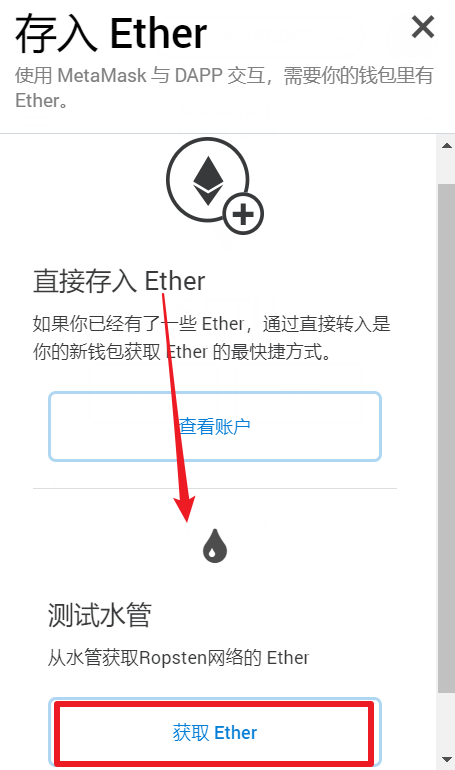 存入 Ether
使用 MetaMask 与 DAPP 交互，需要你的钱包里有
Ether。
直接存入 Ether
如果你已经有了一些 Ether，通过直接转入是
你的新钱包获取 Ether 的最快捷方式。
查看账户
测试水管
从水管获取Ropsten网络的 Ether
获取 Ether